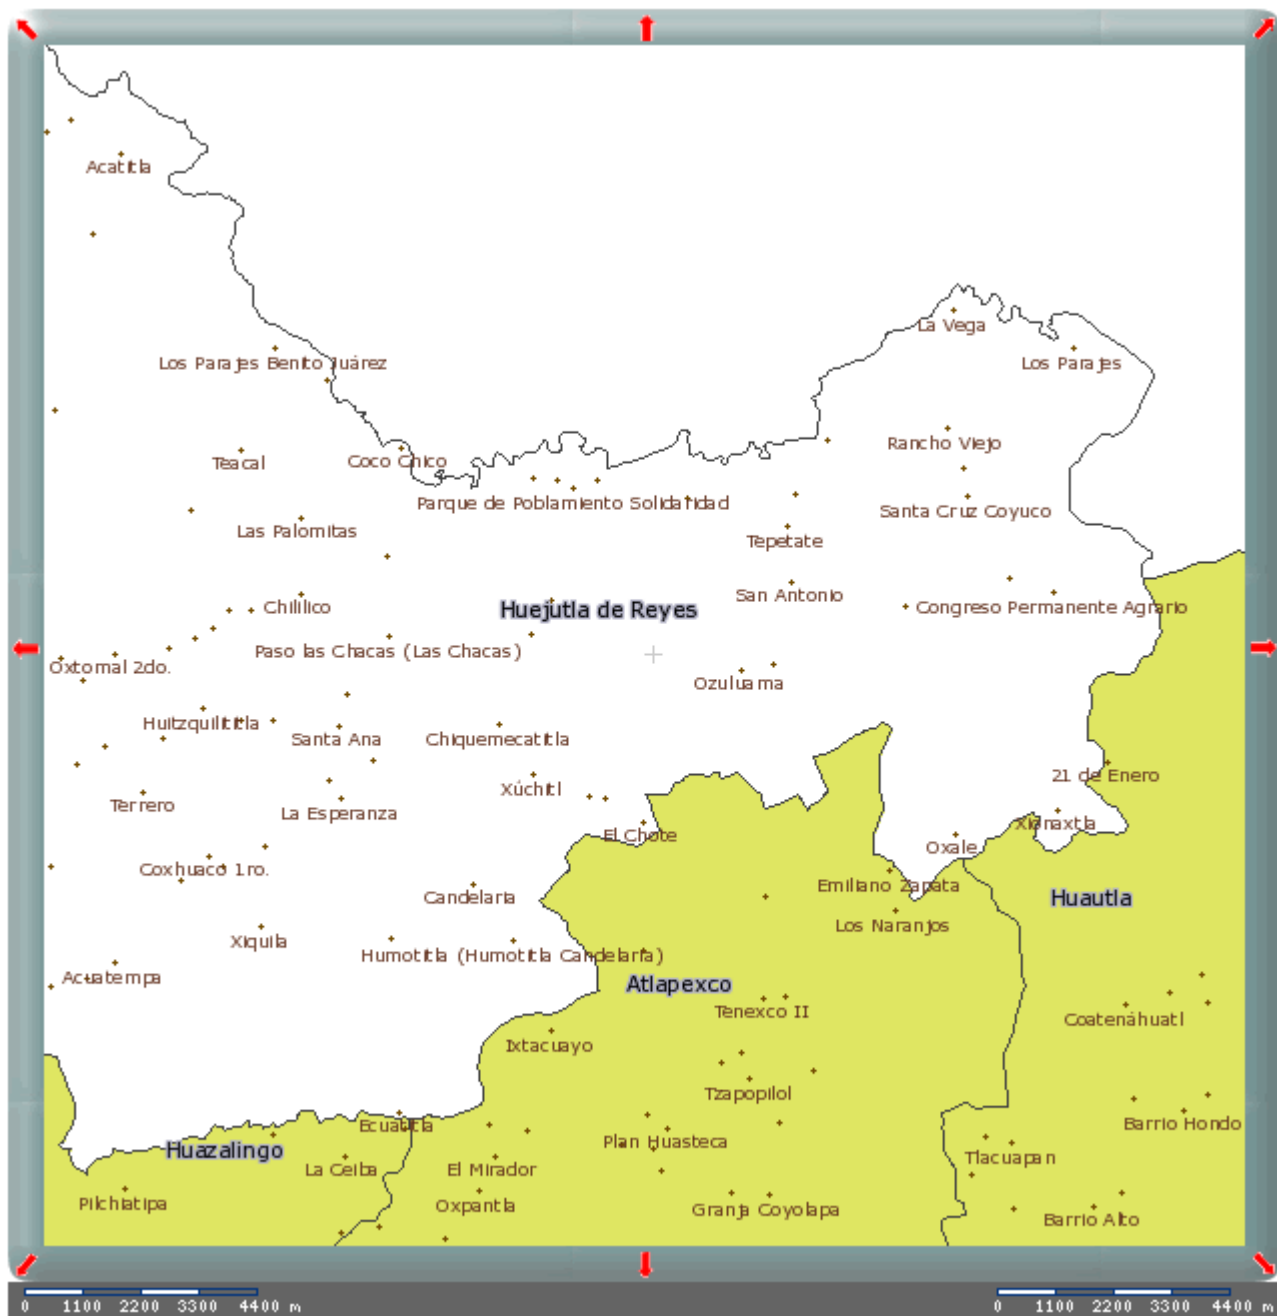 Acatitla
La Vega
Los Parajes Benito Juárez
Los Parajes
Rancho Viejo
Teacal
Coco Chico
Parque de Poblamiento Solidaridad
Santa Cruz Coyuco
Las Palomitas
Tepetate
San Antonio
Chililico
Huejutla de Reyes
Congreso Permanente Agrario
Paso las Chacas (Las Chacas)
Oxtomal 2do.
Ozuluama
Huitzquilititla
Santa Ana
Chiquemecatitla
21 de Enero
Xúchitl
Terrero
La Esperanza
Xiónaxtla
El Chote
Oxale
Coxhuaco 1ro.
Emiliano Zapata
Candelaria
Huautla
Los Naranjos
Xiquila
Humotitla (Humotitla Candelaria)
Acuatempa
Atlapexco
Tenexco II
Coatenáhuatl
Ixtacuayo
Tzapopilol
Ecuatitla
Barrio Hondo
Plan Huasteca
Huazalingo
Tlacuapan
La Ceiba
El Mirador
Pilchiatipa
Oxpantla
Granja Coyolapa
Barrio Alto
0 1100 2200 3300 4400 m
0 1100 2200 3300 4400 m